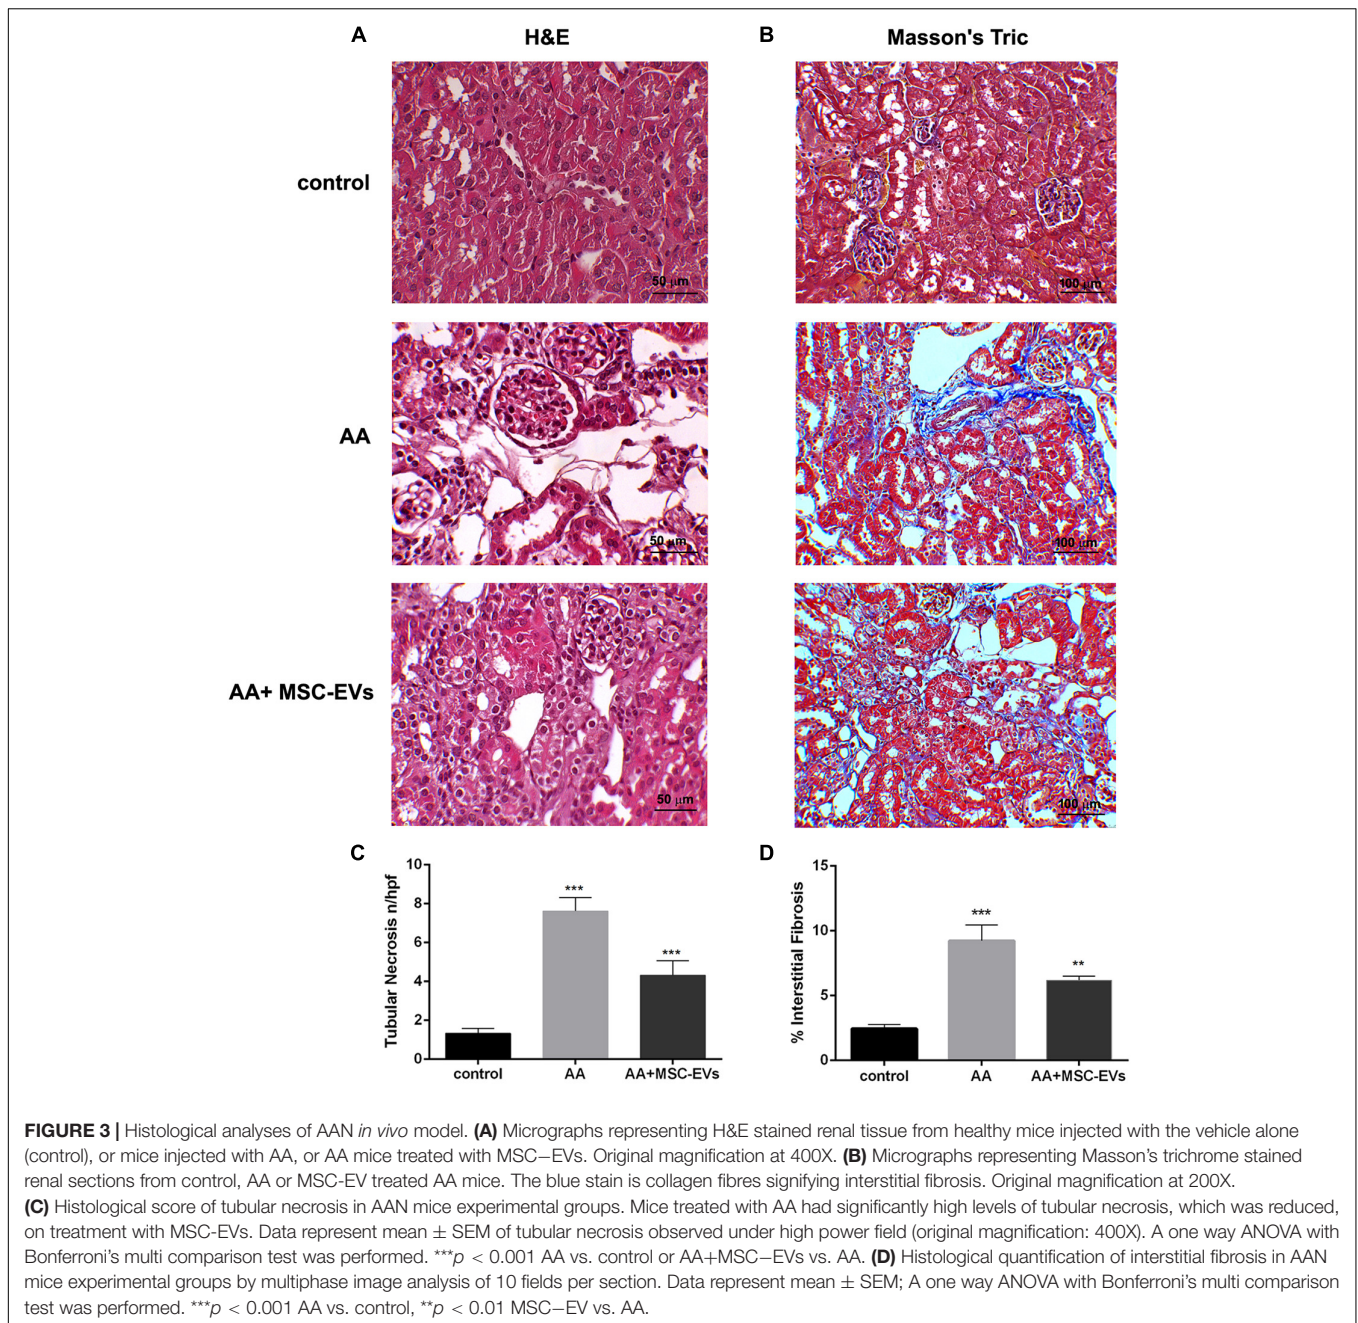 A H&E
B Masson's Tric
control
50 μm
100 μm
AA
50 μm
100 μm
AA+ MSC-EVs
50 μm
100 μm
C
Tubular Necrosis n/hpf
10
8
6
4
2
0
***
***
control AA AA+MSC-EVs
D
% Interstitial Fibrosis
15
10
5
0
***
**
control AA AA+MSC-EVs
FIGURE 3 | Histological analyses of AAN in vivo model. (A) Micrographs representing H&E stained renal tissue from healthy mice injected with the vehicle alone
(control), or mice injected with AA, or AA mice treated with MSC−EVs. Original magnification at 400X. (B) Micrographs representing Masson's trichrome stained
renal sections from control, AA or MSC-EV treated AA mice. The blue stain is collagen fibres signifying interstitial fibrosis. Original magnification at 200X.
(C) Histological score of tubular necrosis in AAN mice experimental groups. Mice treated with AA had significantly high levels of tubular necrosis, which was reduced,
on treatment with MSC-EVs. Data represent mean ± SEM of tubular necrosis observed under high power field (original magnification: 400X). A one way ANOVA with
Bonferroni's multi comparison test was performed. ***p < 0.001 AA vs. control or AA+MSC−EVs vs. AA. (D) Histological quantification of interstitial fibrosis in AAN
mice experimental groups by multiphase image analysis of 10 fields per section. Data represent mean ± SEM; A one way ANOVA with Bonferroni's multi comparison
test was performed. ***p < 0.001 AA vs. control, **p < 0.01 MSC−EV vs. AA.